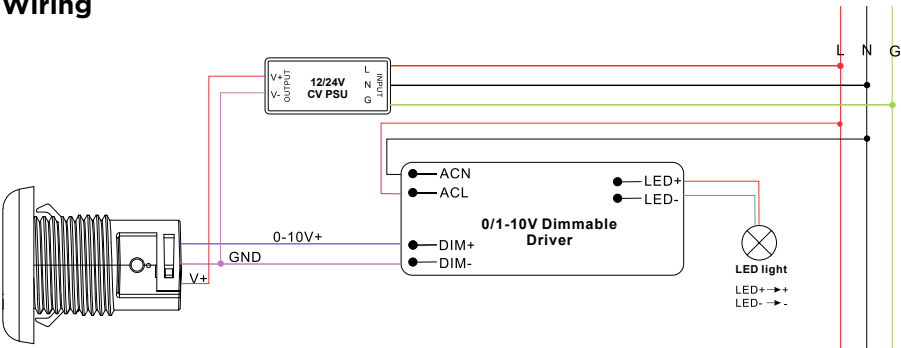 Wiring
L N G
V+ OUTPUT 12/24V L INPUT
V- CV PSU N
G
ACN
ACL
LED+
LED-
0/1-10V Dimmable
Driver
0-10V+
DIM+
GND
DIM-
V+
LED light
LED+→+
LED-→-